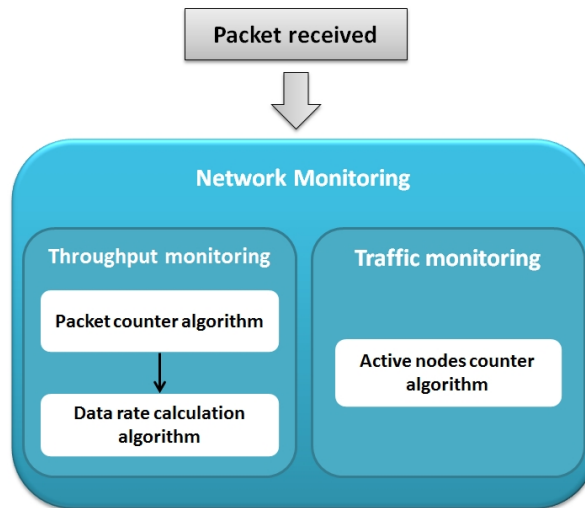 Packet received
Network Monitoring
Throughput monitoring
Packet counter algorithm
Data rate calculation
algorithm
Traffic monitoring
Active nodes counter
algorithm